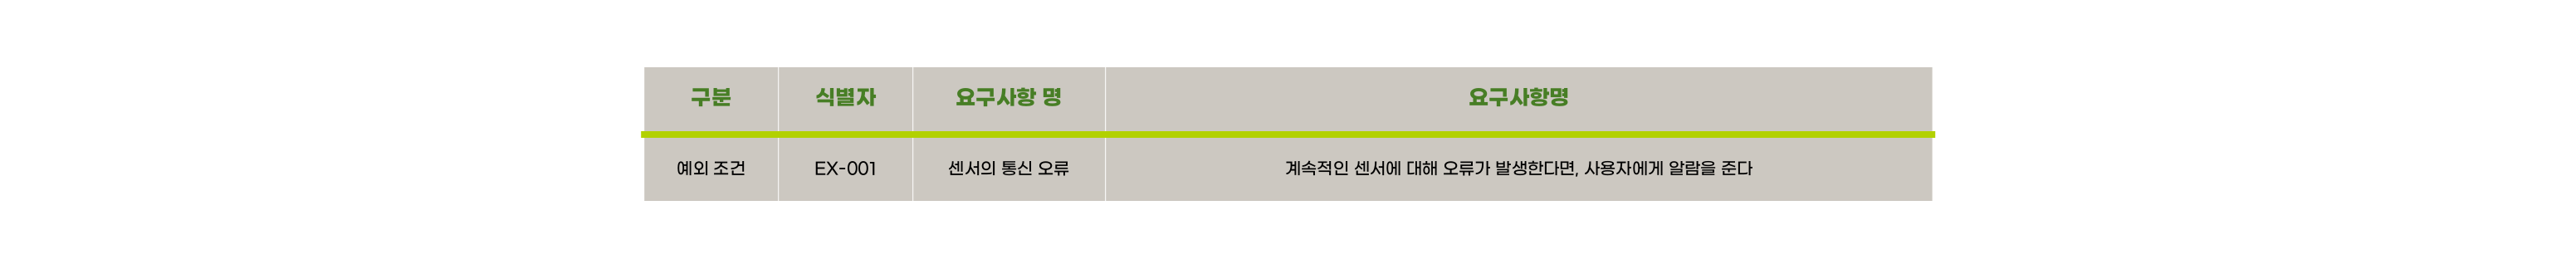 구분 식별자 요구사항 명 요구사항명
예외 조건 EX-001 센서의 통신 오류 계속적인 센서에 대해 오류가 발생한다면, 사용자에게 알람을 준다